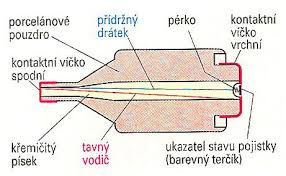 porcelánové
pouzdro
přídržný
drátek
pérko
kontaktní
víčko
vrchní
kontaktní víčko
spodní
křemičitý
písek
tavný
vodič
ukazatel stavu pojistky
(barevný terčík)